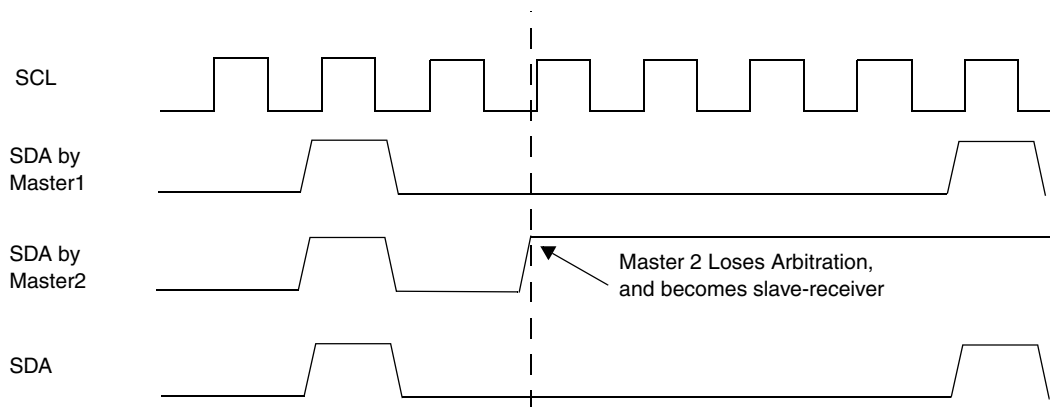 SCL
SDA by
Master1
SDA by
Master2
Master 2 Loses Arbitration,
and becomes slave-receiver
SDA